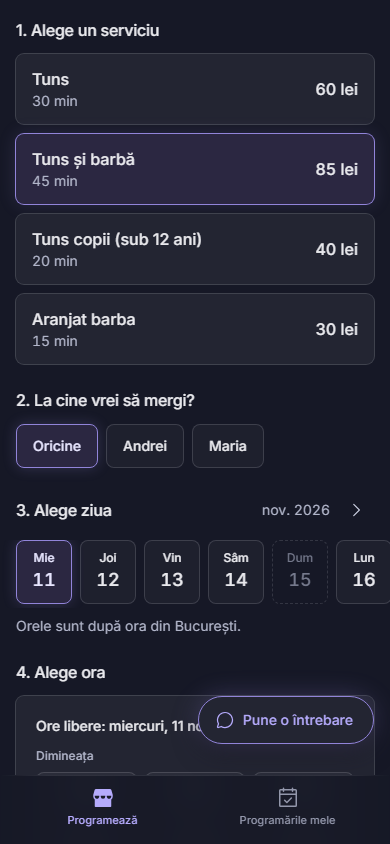 1. Alege un serviciu
Tuns
30 min
60 lei
Tuns și barbă
45 min
85 lei
Tuns copii (sub 12 ani)
20 min
40 lei
Aranjat barba
15 min
30 lei
2. La cine vrei să mergi?
Oricine
Andrei
Maria
3. Alege ziua
nov. 2026
Mie
11
Joi
12
Vin
13
Sâm
14
Dum
15
Lun
16
Orele sunt după ora din București.
4. Alege ora
Ore libere: miercuri, 11
Pune o întrebare
Dimineața
Programează
Programările mele